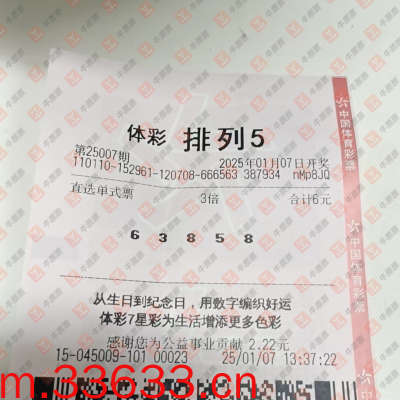 体彩 排列5
第25007期 2025年01月07日开奖
110110-152961-120708-666563 387934 nMp8JQ
直选单式票 3倍 合计6元
6 3 8 5 8
从生日到纪念日，用数字编织好运
体彩7星彩为生活增添更多色彩
感谢您为公益事业贡献 2.22元
15-045009-101 00023 25/01/07 13:37:22
中国体育彩票
中国体育彩票
m.33633.com.cn